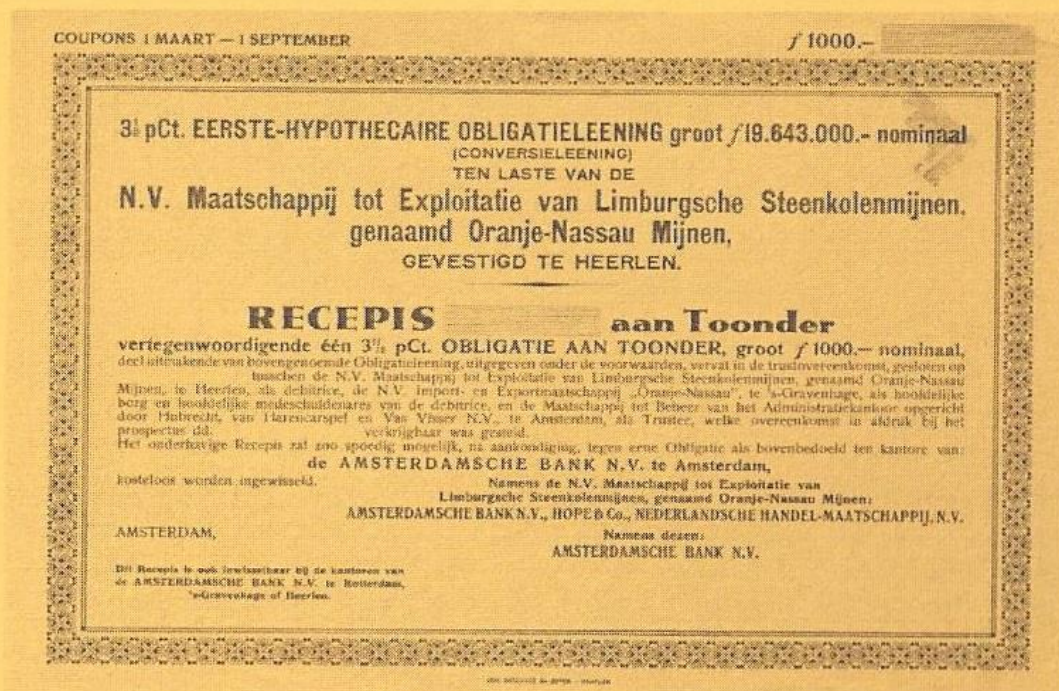 COUPONS 1 MAART — 1 SEPTEMBER
ƒ 1000.-
3½ pCt. EERSTE-HYPOTHECAIRE OBLIGATIELEENING groot ƒ19.643.000.- nominaal
(CONVERSIELEENING)
TEN LASTE VAN DE
N.V. Maatschappij tot Exploitatie van Limburgsche Steenkolenmijnen,
genaamd Oranje-Nassau Mijnen,
GEVESTIGD TE HEERLEN.
RECEPIS aan Toonder
vertegenwoordigende één 3½ pCt. OBLIGATIE AAN TOONDER, groot ƒ 1000.— nominaal,
deel uitmakende van bovengenoemde Obligatieleening, uitgegeven onder de voorwaarden, vervat in de trustovereenkomst, gesloten op
tusschen de N.V. Maatschappij tot Exploitatie van Limburgsche Steenkolenmijnen, genaamd Oranje-Nassau
Mijnen, te Heerlen, als debitrice, de N.V. Import- en Exportmaatschappij „Oranje-Nassau", te 's-Gravenhage, als hoofdelijke
borg en hoofdelijke medeschuldenares van de debitrice, en de Maatschappij tot Beheer van het Administratiekantoor opgericht
door Hubrecht, van Harencarspel en Van Visser N.V., te Amsterdam, als Trustee, welke overeenkomst in afdruk bij het
prospectus dd. verkrijgbaar was gesteld.
Het onderhavige Recepis zal zoo spoedig mogelijk, na aankondiging, tegen eene Obligatie als bovenbedoeld ten kantore van:
de AMSTERDAMSCHE BANK N.V. te Amsterdam,
kosteloos worden ingewisseld.
Namens de N.V. Maatschappij tot Exploitatie van
Limburgsche Steenkolenmijnen, genaamd Oranje-Nassau Mijnen:
AMSTERDAMSCHE BANK N.V., HOPE & Co., NEDERLANDSCHE HANDEL-MAATSCHAPPIJ, N.V.
AMSTERDAM,
Namens dezen:
AMSTERDAMSCHE BANK N.V.
Dit Recepis is ook inwisselbaar bij de kantoren van
de AMSTERDAMSCHE BANK N.V. te Rotterdam,
's-Gravenhage of Heerlen.